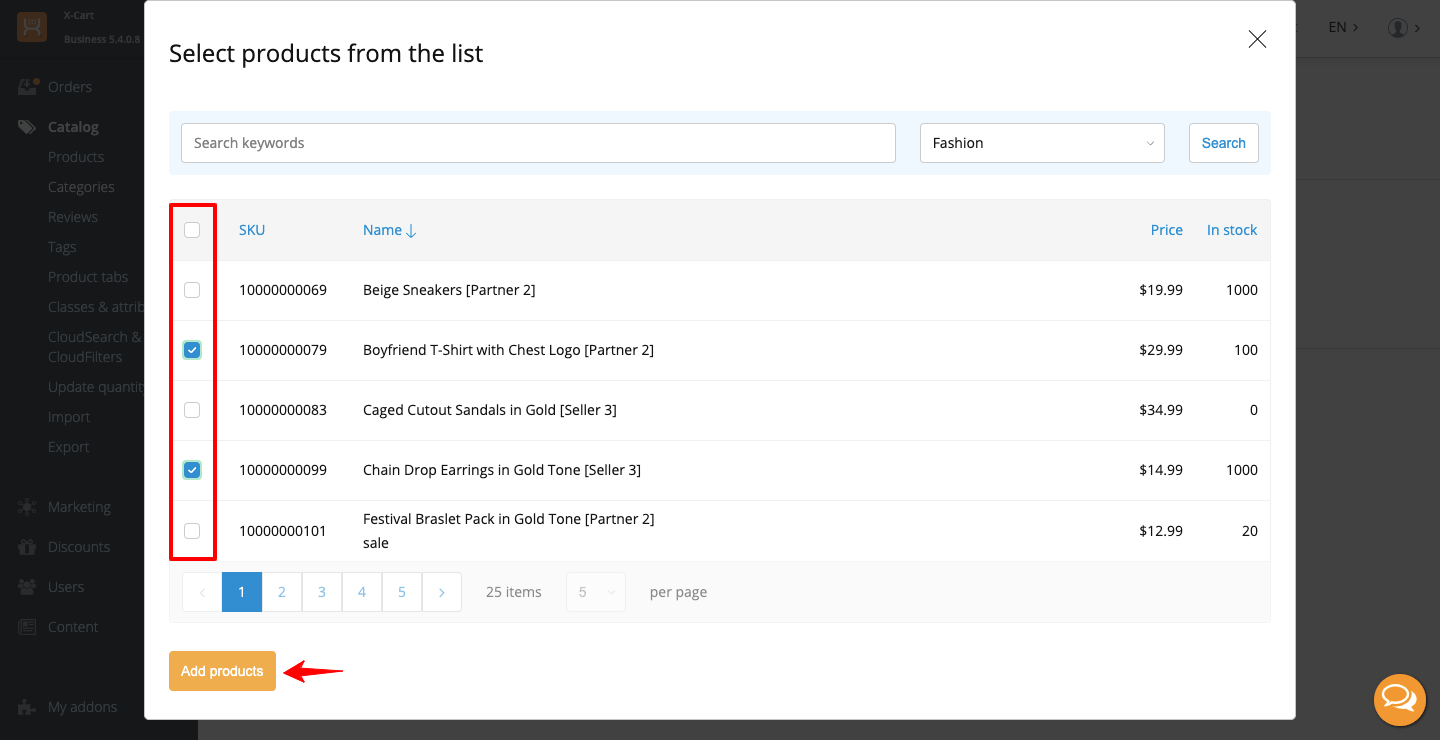 X-Cart
Business 5.4.0.8
EN
Orders
Catalog
Products
Categories
Reviews
Tags
Product tabs
Classes & attrib
CloudSearch &
CloudFilters
Update quantity
Import
Export
Marketing
Discounts
Users
Content
My addons
Select products from the list
Search keywords
Fashion
Search
SKU Name Price In stock
10000000069 Beige Sneakers [Partner 2] $19.99 1000
10000000079 Boyfriend T-Shirt with Chest Logo [Partner 2] $29.99 100
10000000083 Caged Cutout Sandals in Gold [Seller 3] $34.99 0
10000000099 Chain Drop Earrings in Gold Tone [Seller 3] $14.99 1000
10000000101 Festival Braslet Pack in Gold Tone [Partner 2] $12.99 20
sale
1 2 3 4 5 25 items 5 per page
Add products